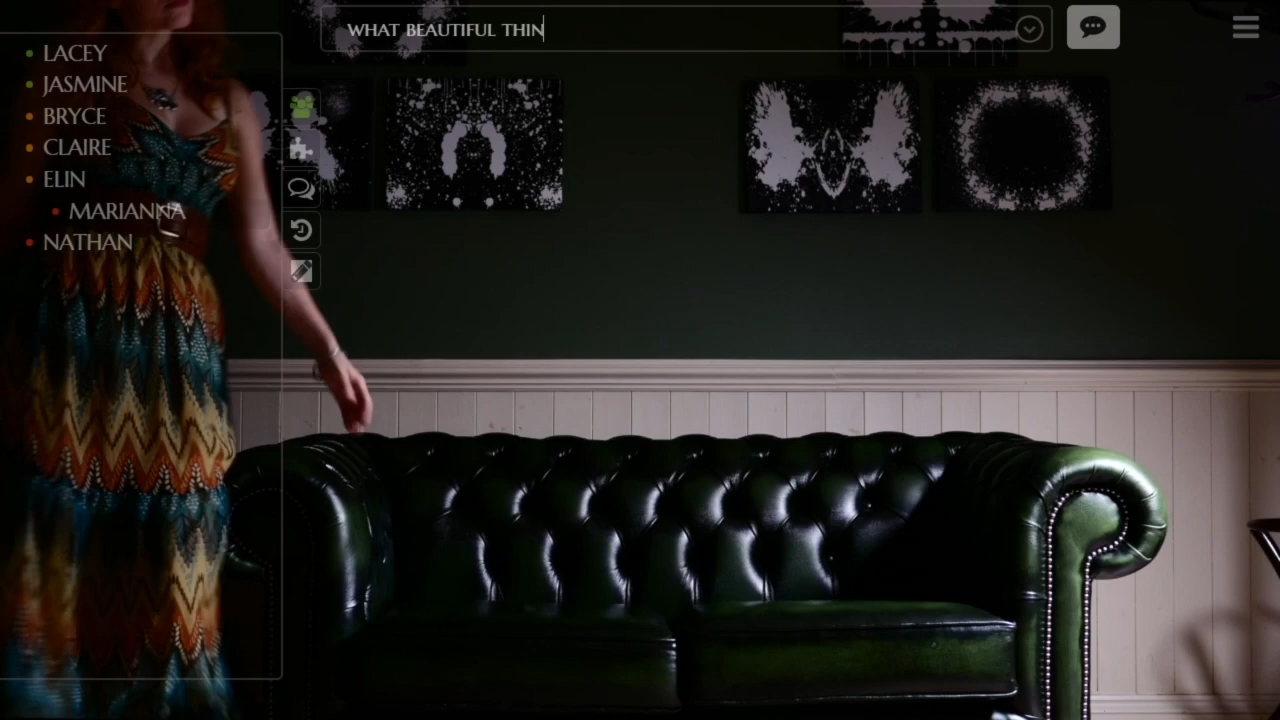 WHAT BEAUTIFUL THIN
LACEY
JASMINE
BRYCE
CLAIRE
ELIN
MARIANNA
NATHAN